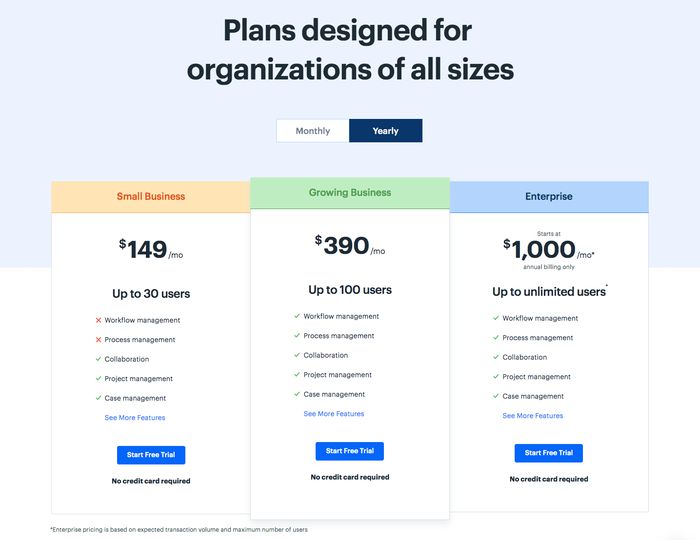 Plans designed for
organizations of all sizes
Monthly
Yearly
Small Business
$149/mo
Up to 30 users
Workflow management
Process management
Collaboration
Project management
Case management
See More Features
Start Free Trial
No credit card required
Growing Business
$390/mo
Up to 100 users
Workflow management
Process management
Collaboration
Project management
Case management
See More Features
Start Free Trial
No credit card required
Enterprise
Starts at
$1,000/mo*
annual billing only
Up to unlimited users*
Workflow management
Process management
Collaboration
Project management
Case management
See More Features
Start Free Trial
No credit card required
*Enterprise pricing is based on expected transaction volume and maximum number of users